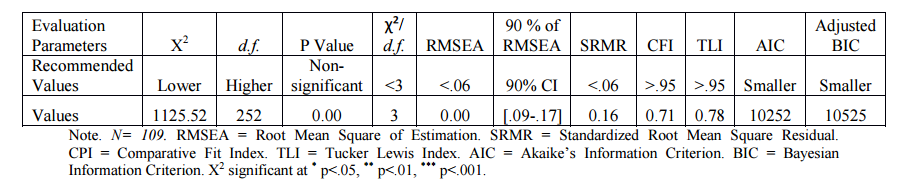 Evaluation Parameters X² d.f. P Value χ²/ d.f. RMSEA 90 % of RMSEA SRMR CFI TLI AIC Adjusted BIC
Recommended Values Lower Higher Non-significant <3 <.06 90% CI <.06 >.95 >.95 Smaller Smaller
Values 1125.52 252 0.00 3 0.00 [.09-.17] 0.16 0.71 0.78 10252 10525
Note. N= 109. RMSEA = Root Mean Square of Estimation. SRMR = Standardized Root Mean Square Residual.
CPI = Comparative Fit Index. TLI = Tucker Lewis Index. AIC = Akaike's Information Criterion. BIC = Bayesian
Information Criterion. X² significant at * p<.05, ** p<.01, *** p<.001.